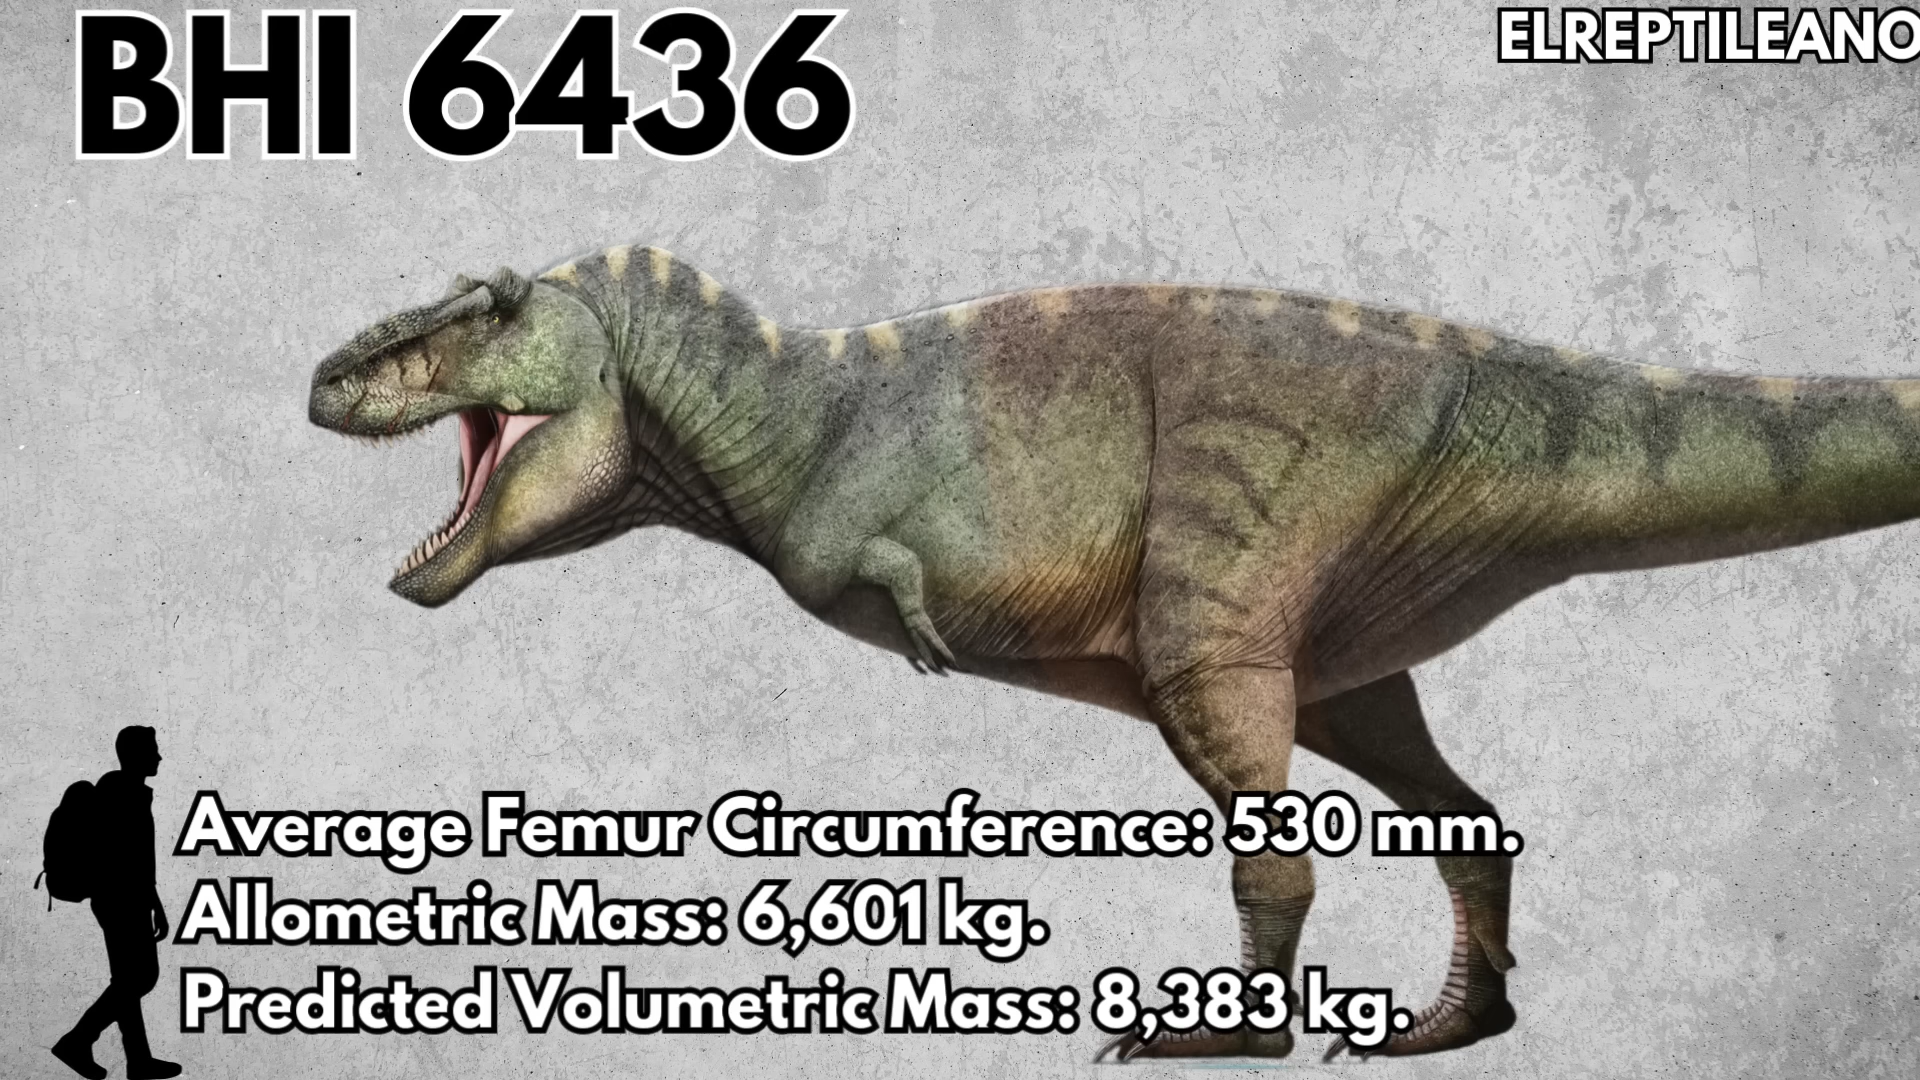 BHI 6436
ELREPTILEANO
Average Femur Circumference: 530 mm.
Allometric Mass: 6,601 kg.
Predicted Volumetric Mass: 8,383 kg.